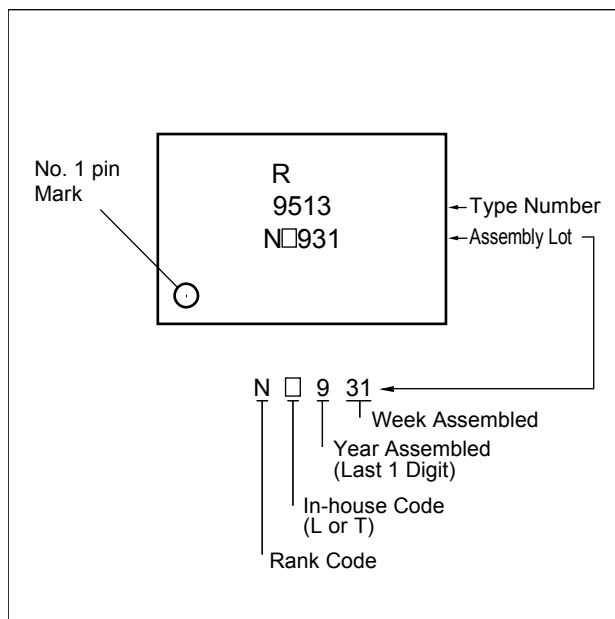 No. 1 pin
Mark
R
9513
N□931
Type Number
Assembly Lot
N □ 9 31
Week Assembled
Year Assembled
(Last 1 Digit)
In-house Code
(L or T)
Rank Code